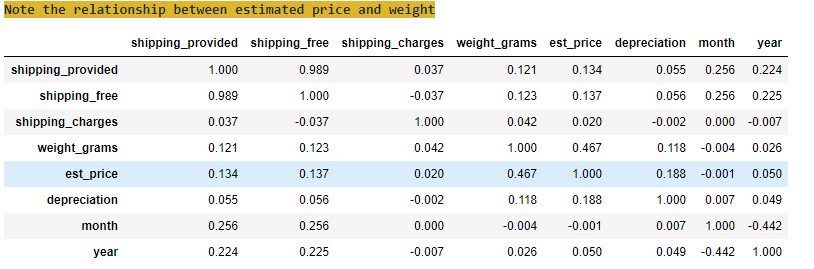 Note the relationship between estimated price and weight
shipping_provided shipping_free shipping_charges weight_grams est_price depreciation month year
shipping_provided 1.000 0.989 0.037 0.121 0.134 0.055 0.256 0.224
shipping_free 0.989 1.000 -0.037 0.123 0.137 0.056 0.256 0.225
shipping_charges 0.037 -0.037 1.000 0.042 0.020 -0.002 0.000 -0.007
weight_grams 0.121 0.123 0.042 1.000 0.467 0.118 -0.004 0.026
est_price 0.134 0.137 0.020 0.467 1.000 0.188 -0.001 0.050
depreciation 0.055 0.056 -0.002 0.118 0.188 1.000 0.007 0.049
month 0.256 0.256 0.000 -0.004 -0.001 0.007 1.000 -0.442
year 0.224 0.225 -0.007 0.026 0.050 0.049 -0.442 1.000